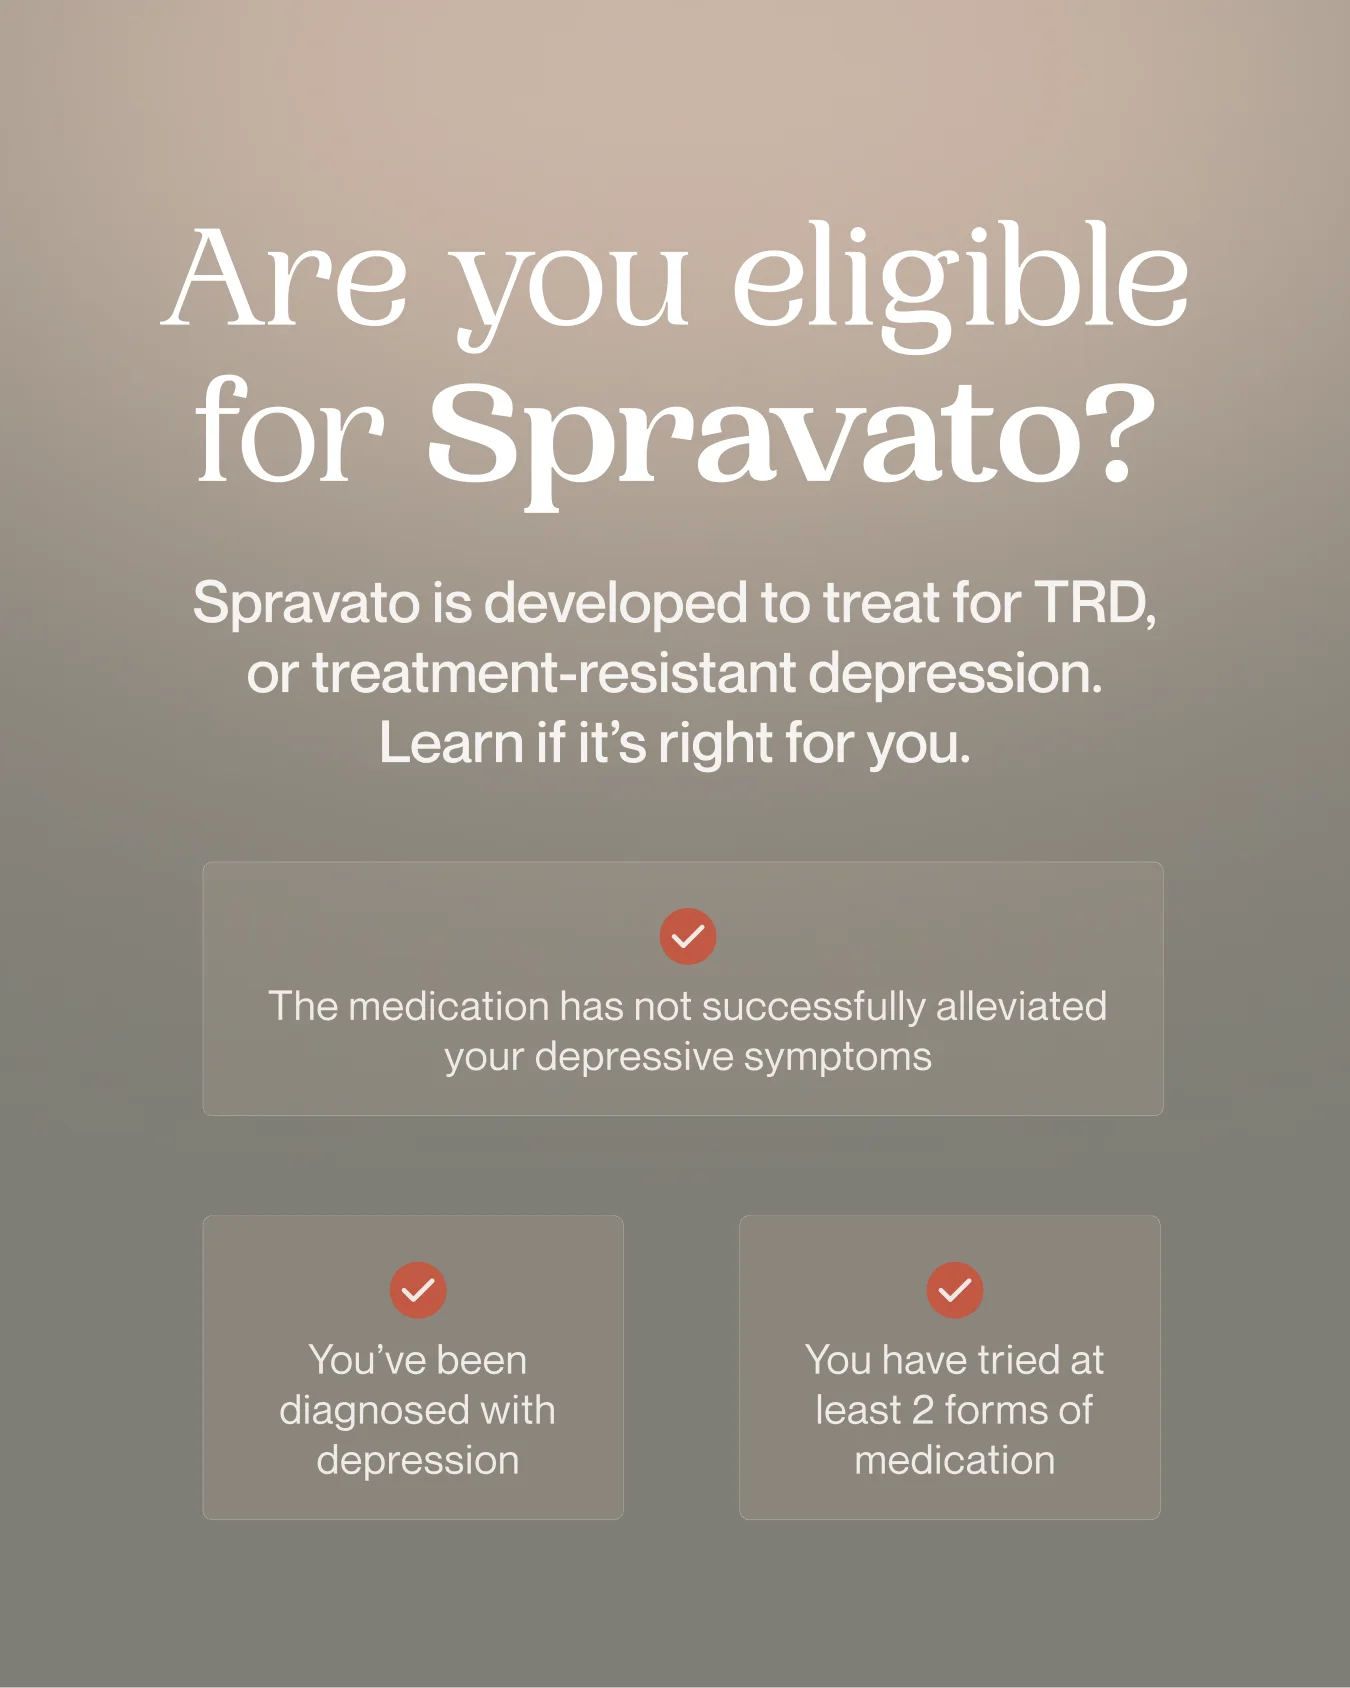 Are you eligible
for Spravato?
Spravato is developed to treat for TRD,
or treatment-resistant depression.
Learn if it’s right for you.
The medication has not successfully alleviated
your depressive symptoms
You’ve been
diagnosed with
depression
You have tried at
least 2 forms of
medication